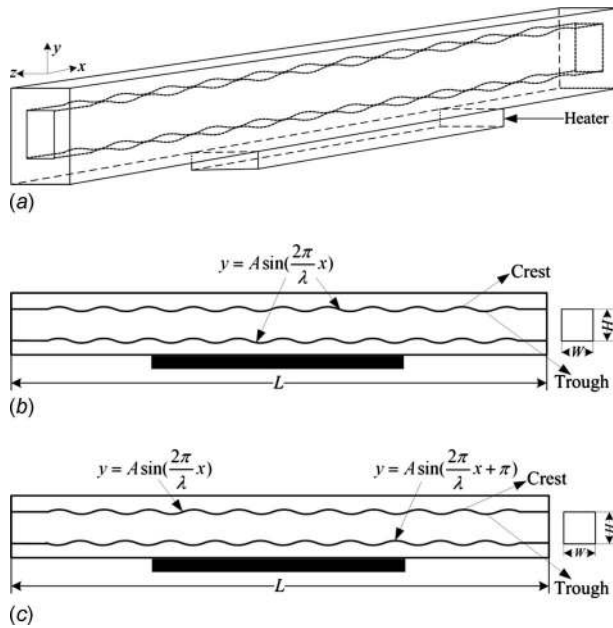 y
z
x
Heater
(a)
y = A sin(2π/λ x)
Crest
H
W
L
Trough
(b)
y = A sin(2π/λ x)
y = A sin(2π/λ x + π)
Crest
H
W
L
Trough
(c)